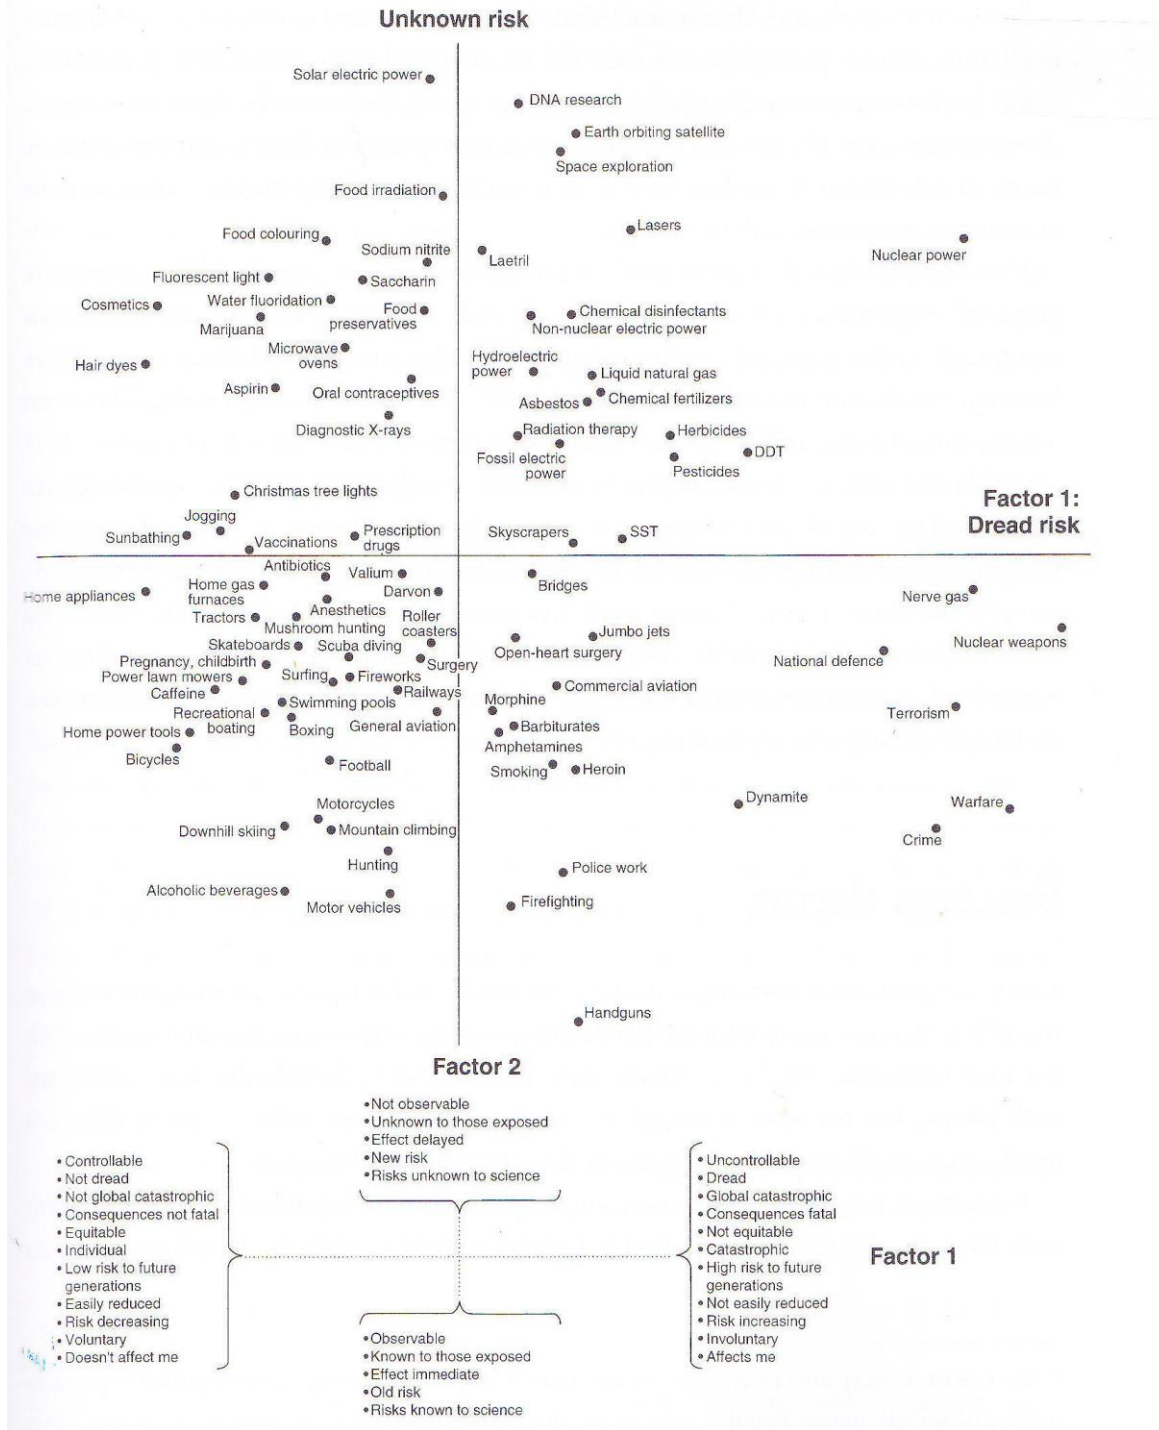 Unknown risk
Solar electric power
DNA research
Earth orbiting satellite
Space exploration
Food irradiation
Lasers
Food colouring
Sodium nitrite
Laetril
Nuclear power
Fluorescent light
Saccharin
Cosmetics
Water fluoridation
Food
preservatives
Marijuana
Chemical disinfectants
Non-nuclear electric power
Microwave
ovens
Hydroelectric
power
Hair dyes
Liquid natural gas
Aspirin
Oral contraceptives
Asbestos
Chemical fertilizers
Diagnostic X-rays
Radiation therapy
Herbicides
Fossil electric
power
DDT
Pesticides
Christmas tree lights
Factor 1:
Dread risk
Jogging
Sunbathing
Vaccinations
Prescription
drugs
Skyscrapers
SST
Antibiotics
Valium
Home gas
furnaces
Darvon
Bridges
Home appliances
Nerve gas
Anesthetics
Tractors
Mushroom hunting
Roller
coasters
Jumbo jets
Nuclear weapons
Skateboards
Scuba diving
Open-heart surgery
National defence
Pregnancy, childbirth
Surgery
Power lawn mowers
Surfing
Fireworks
Caffeine
Railways
Commercial aviation
Swimming pools
Morphine
Recreational
boating
Boxing
General aviation
Terrorism
Home power tools
Barbiturates
Amphetamines
Bicycles
Football
Smoking
Heroin
Motorcycles
Dynamite
Warfare
Downhill skiing
Mountain climbing
Crime
Hunting
Police work
Alcoholic beverages
Motor vehicles
Firefighting
Handguns
Factor 2
•Not observable
•Unknown to those exposed
•Effect delayed
•New risk
•Risks unknown to science
• Controllable
• Not dread
• Not global catastrophic
• Consequences not fatal
• Equitable
• Individual
• Low risk to future
generations
• Easily reduced
• Risk decreasing
• Voluntary
• Doesn't affect me
• Uncontrollable
• Dread
• Global catastrophic
• Consequences fatal
• Not equitable
• Catastrophic
• High risk to future
generations
• Not easily reduced
• Risk increasing
• Involuntary
• Affects me
Factor 1
•Observable
•Known to those exposed
•Effect immediate
•Old risk
•Risks known to science